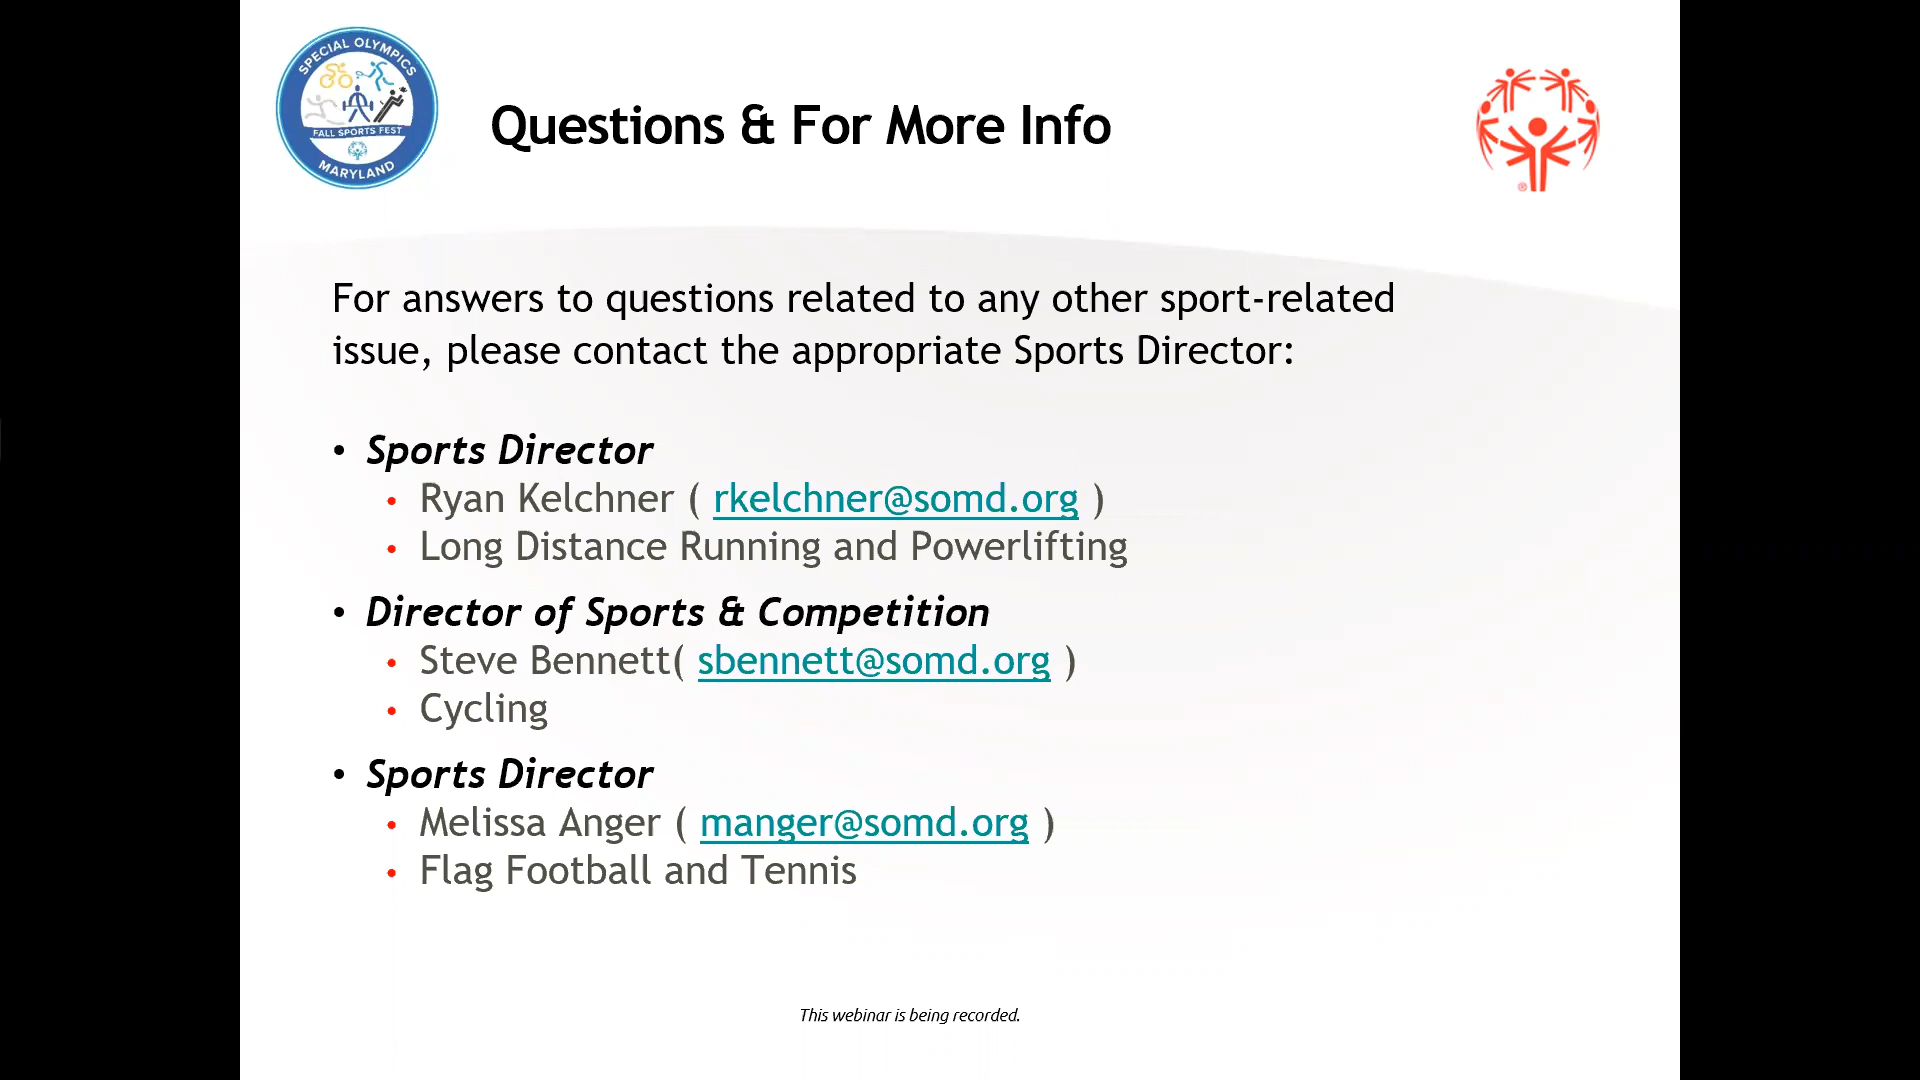 SPECIAL OLYMPICS
FALL SPORTS FEST
MARYLAND
Questions & For More Info
®
For answers to questions related to any other sport-related
issue, please contact the appropriate Sports Director:
• Sports Director
• Ryan Kelchner ( rkelchner@somd.org )
• Long Distance Running and Powerlifting
• Director of Sports & Competition
• Steve Bennett( sbennett@somd.org )
• Cycling
• Sports Director
• Melissa Anger ( manger@somd.org )
• Flag Football and Tennis
This webinar is being recorded.